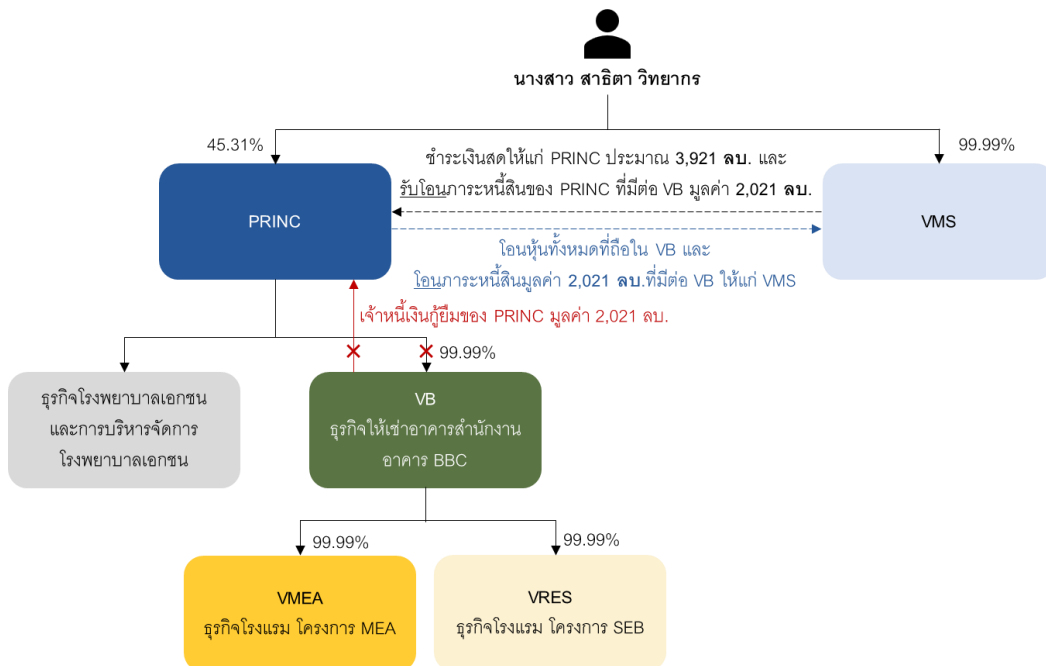 นางสาว สาธิตา วิทยากร
45.31%
99.99%
ชำระเงินสดให้แก่ PRINC ประมาณ 3,921 ลบ. และ
รับโอนภาระหนี้สินของ PRINC ที่มีต่อ VB มูลค่า 2,021 ลบ.
PRINC
VMS
โอนหุ้นทั้งหมดที่ถือใน VB และ
โอนภาระหนี้สินมูลค่า 2,021 ลบ.ที่มีต่อ VB ให้แก่ VMS
เจ้าหนี้เงินกู้ยืมของ PRINC มูลค่า 2,021 ลบ.
99.99%
ธุรกิจโรงพยาบาลเอกชน
และการบริหารจัดการ
โรงพยาบาลเอกชน
VB
ธุรกิจให้เช่าอาคารสำนักงาน
อาคาร BBC
99.99%
99.99%
VMEA
ธุรกิจโรงแรม โครงการ MEA
VRES
ธุรกิจโรงแรม โครงการ SEB